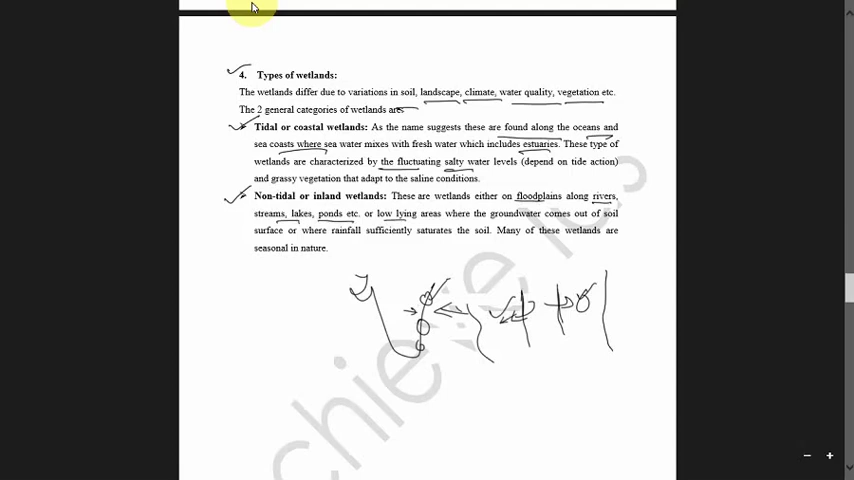 4. Types of wetlands:
The wetlands differ due to variations in soil, landscape, climate, water quality, vegetation etc.
The 2 general categories of wetlands are
Tidal or coastal wetlands: As the name suggests these are found along the oceans and
sea coasts where sea water mixes with fresh water which includes estuaries. These type of
wetlands are characterized by the fluctuating salty water levels (depend on tide action)
and grassy vegetation that adapt to the saline conditions.
Non-tidal or inland wetlands: These are wetlands either on floodplains along rivers,
streams, lakes, ponds etc. or low lying areas where the groundwater comes out of soil
surface or where rainfall sufficiently saturates the soil. Many of these wetlands are
seasonal in nature.